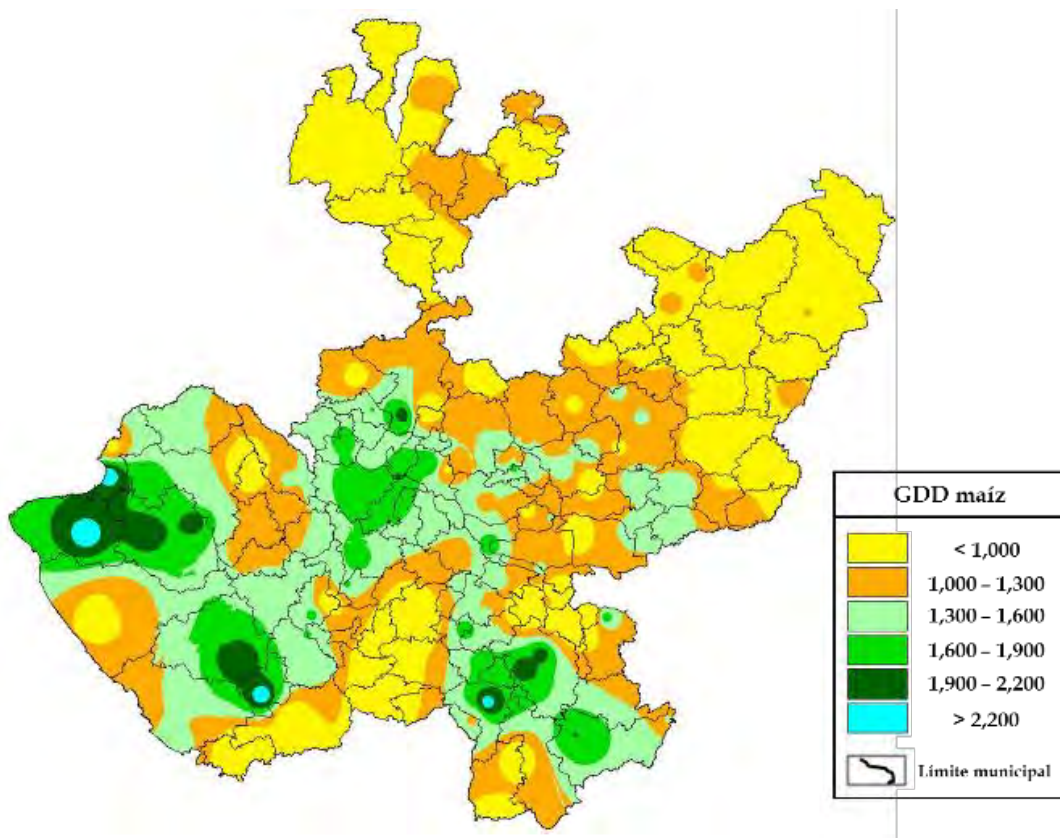 GDD maíz
< 1,000
1,000 – 1,300
1,300 – 1,600
1,600 – 1,900
1,900 – 2,200
> 2,200
Límite municipal